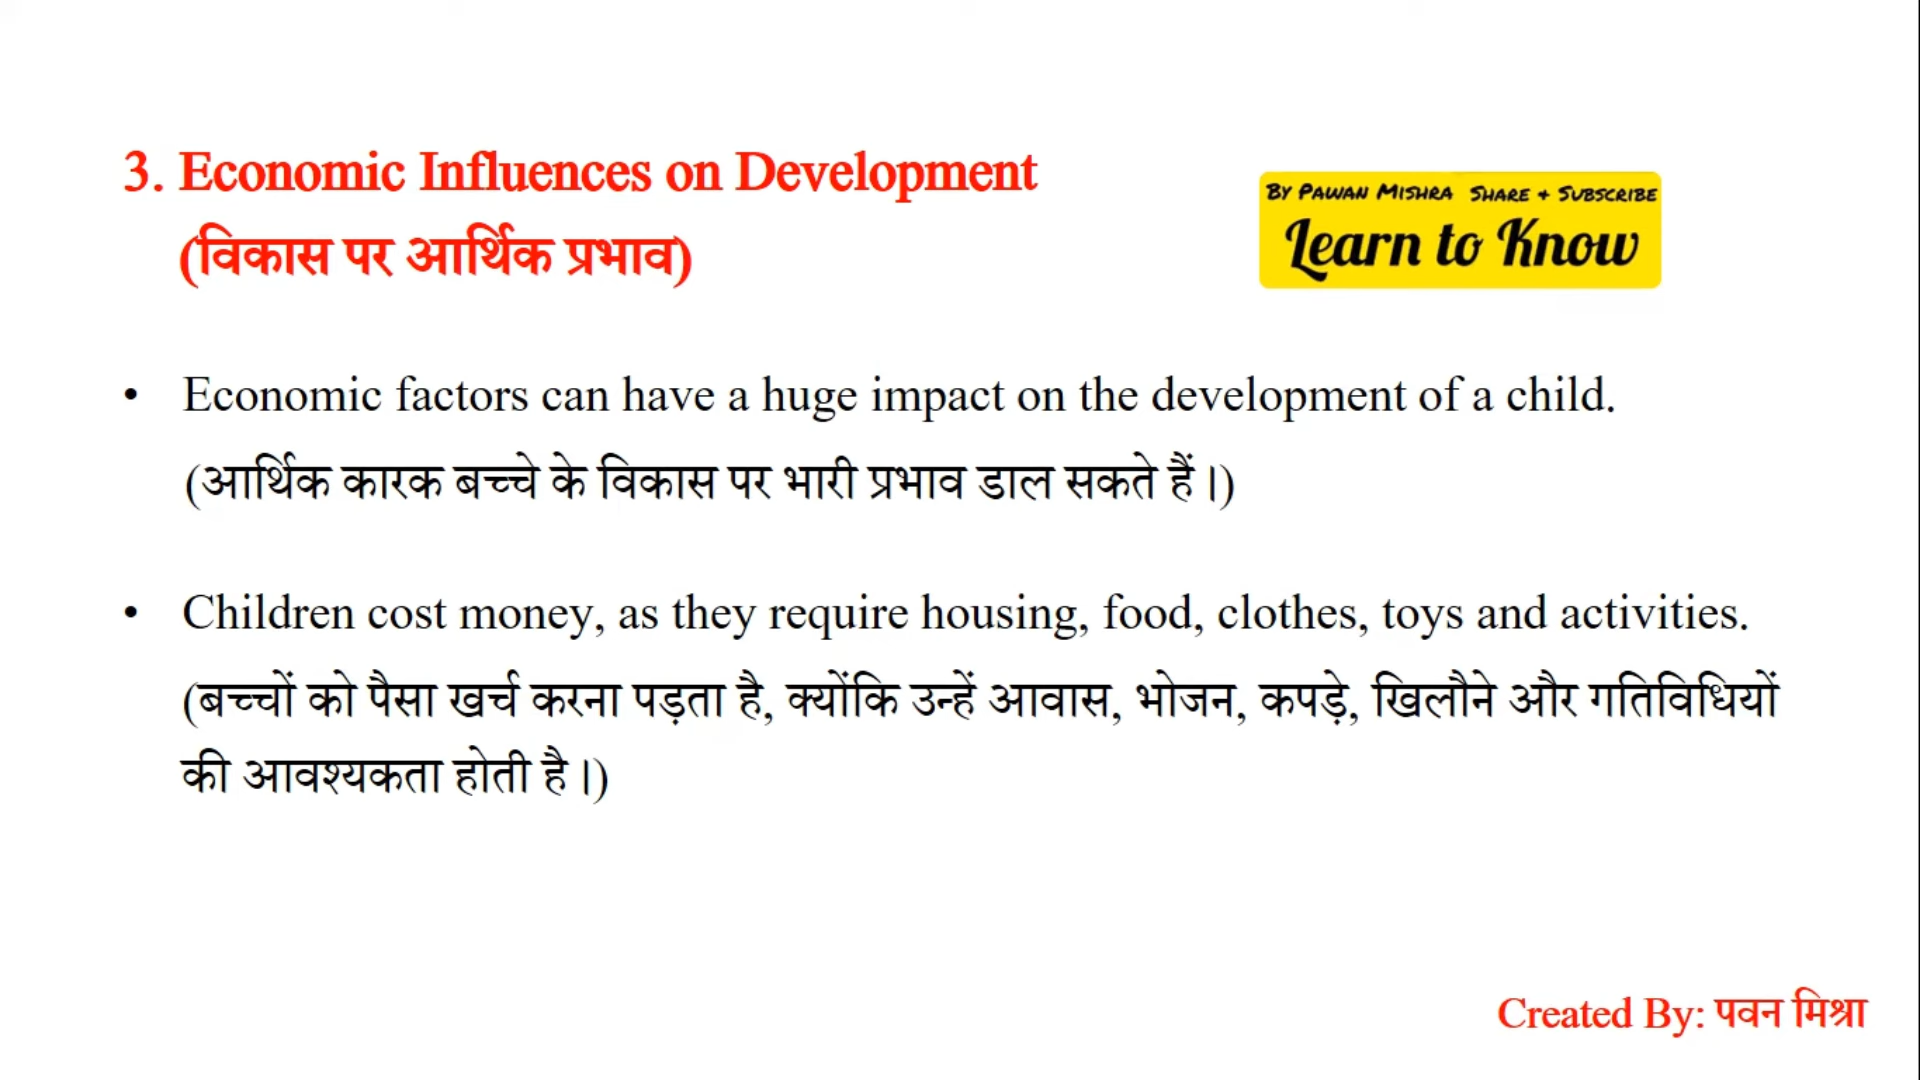 3. Economic Influences on Development
(विकास पर आर्थिक प्रभाव)
By Pawan Mishra Share + Subscribe
Learn to Know
• Economic factors can have a huge impact on the development of a child.
(आर्थिक कारक बच्चे के विकास पर भारी प्रभाव डाल सकते हैं।)
• Children cost money, as they require housing, food, clothes, toys and activities.
(बच्चों को पैसा खर्च करना पड़ता है, क्योंकि उन्हें आवास, भोजन, कपड़े, खिलौने और गतिविधियों
की आवश्यकता होती है।)
Created By: पवन मिश्रा